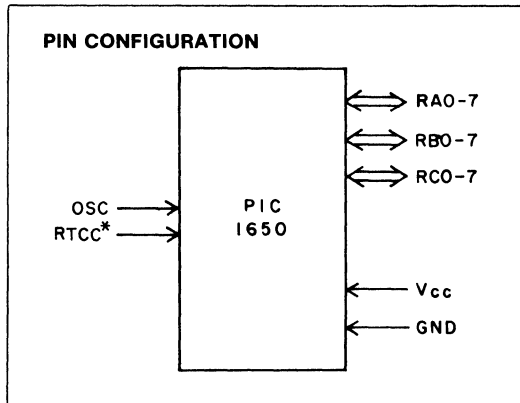 PIN CONFIGURATION
RA0-7
RB0-7
RC0-7
OSC
RTCC*
PIC
1650
Vcc
GND